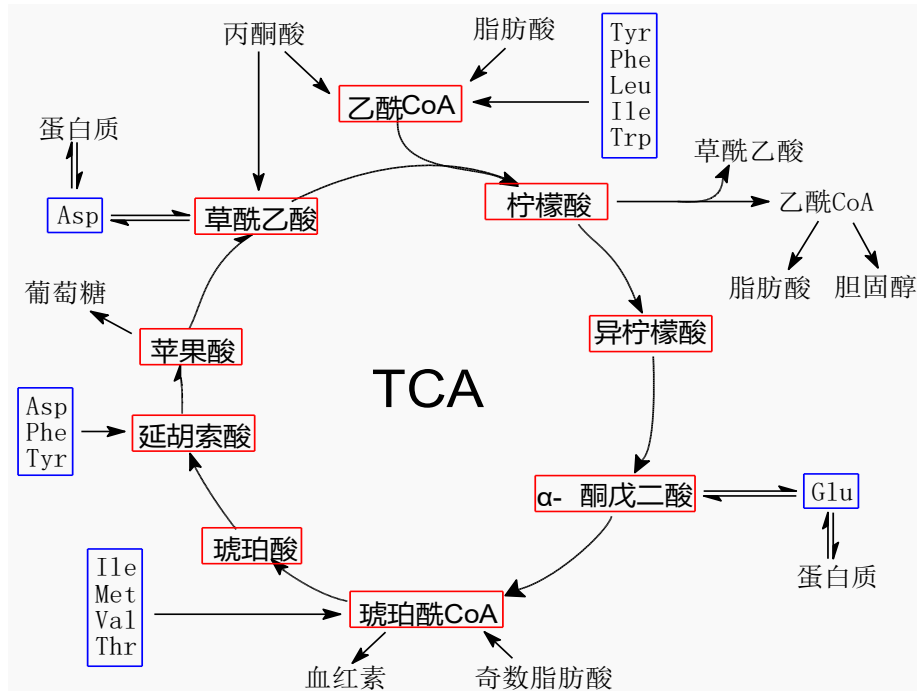 丙酮酸
脂肪酸
Tyr
Phe
Leu
Ile
Trp
乙酰CoA
蛋白质
草酰乙酸
Asp
草酰乙酸
柠檬酸
乙酰CoA
脂肪酸
胆固醇
葡萄糖
苹果酸
异柠檬酸
TCA
Asp
Phe
Tyr
延胡索酸
α- 酮戊二酸
Glu
蛋白质
琥珀酸
Ile
Met
Val
Thr
琥珀酰CoA
血红素
奇数脂肪酸